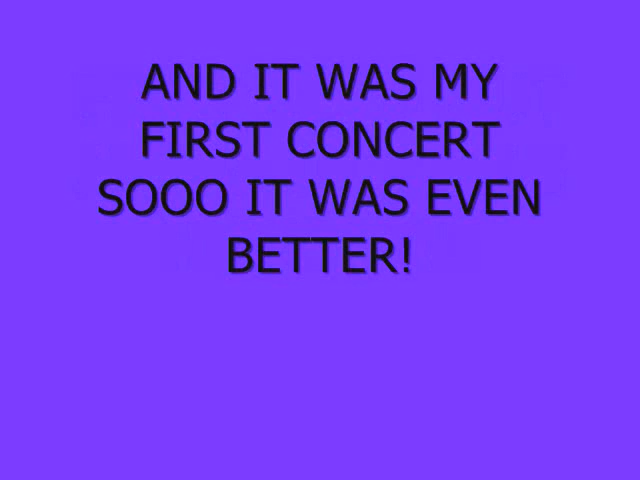 AND IT WAS MY
FIRST CONCERT
SOOO IT WAS EVEN
BETTER!